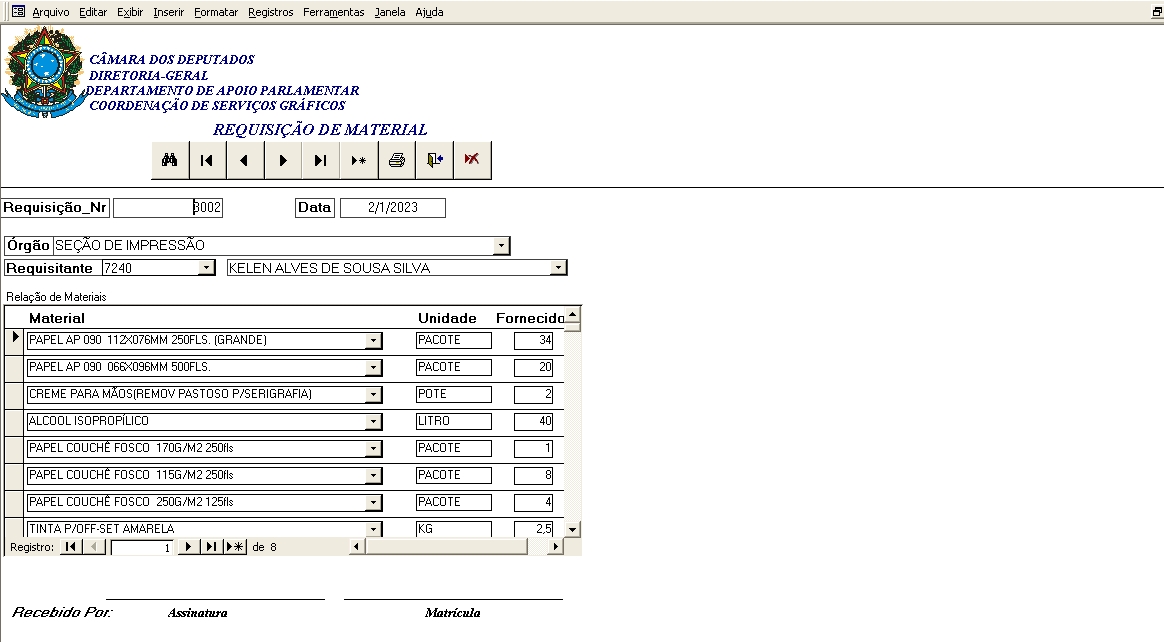 Arquivo Editar Exibir Inserir Formatar Registros Ferramentas Janela Ajuda
CÂMARA DOS DEPUTADOS
DIRETORIA-GERAL
DEPARTAMENTO DE APOIO PARLAMENTAR
COORDENAÇÃO DE SERVIÇOS GRÁFICOS
REQUISIÇÃO DE MATERIAL
Requisição_Nr 3002 Data 2/1/2023
Órgão SEÇÃO DE IMPRESSÃO
Requisitante 7240 KELEN ALVES DE SOUSA SILVA
Relação de Materiais
Material Unidade Fornecido
PAPEL AP 090 112X076MM 250FLS. (GRANDE) PACOTE 34
PAPEL AP 090 066X096MM 500FLS. PACOTE 20
CREME PARA MÃOS(REMOV PASTOSO P/SERIGRAFIA) POTE 2
ALCOOL ISOPROPÍLICO LITRO 40
PAPEL COUCHÊ FOSCO 170G/M2 250fls PACOTE 1
PAPEL COUCHÊ FOSCO 115G/M2 250fls PACOTE 8
PAPEL COUCHÊ FOSCO 250G/M2 125fls PACOTE 4
TINTA P/OFF-SET AMARELA KG 2,5
Registro: 1 de 8
Recebido Por: Assinatura Matrícula